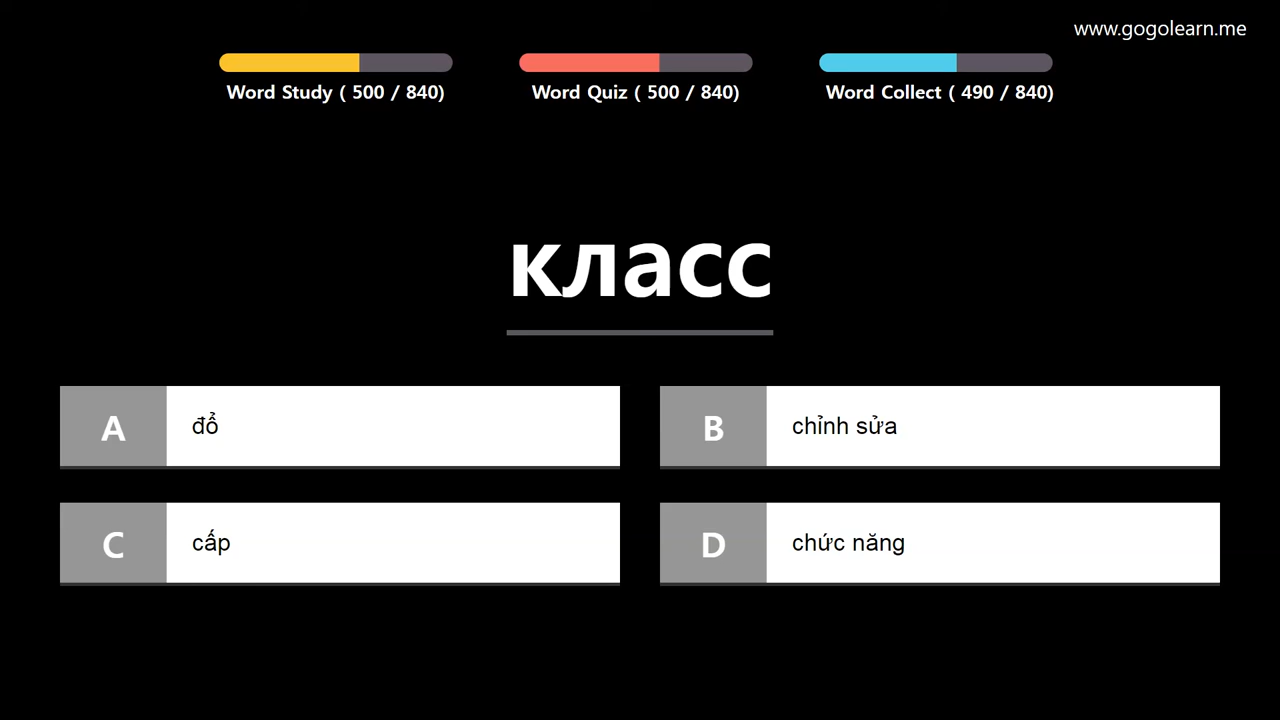 www.gogolearn.me
Word Study ( 500 / 840)
Word Quiz ( 500 / 840)
Word Collect ( 490 / 840)
класс
A
đổ
B
chỉnh sửa
C
cấp
D
chức năng